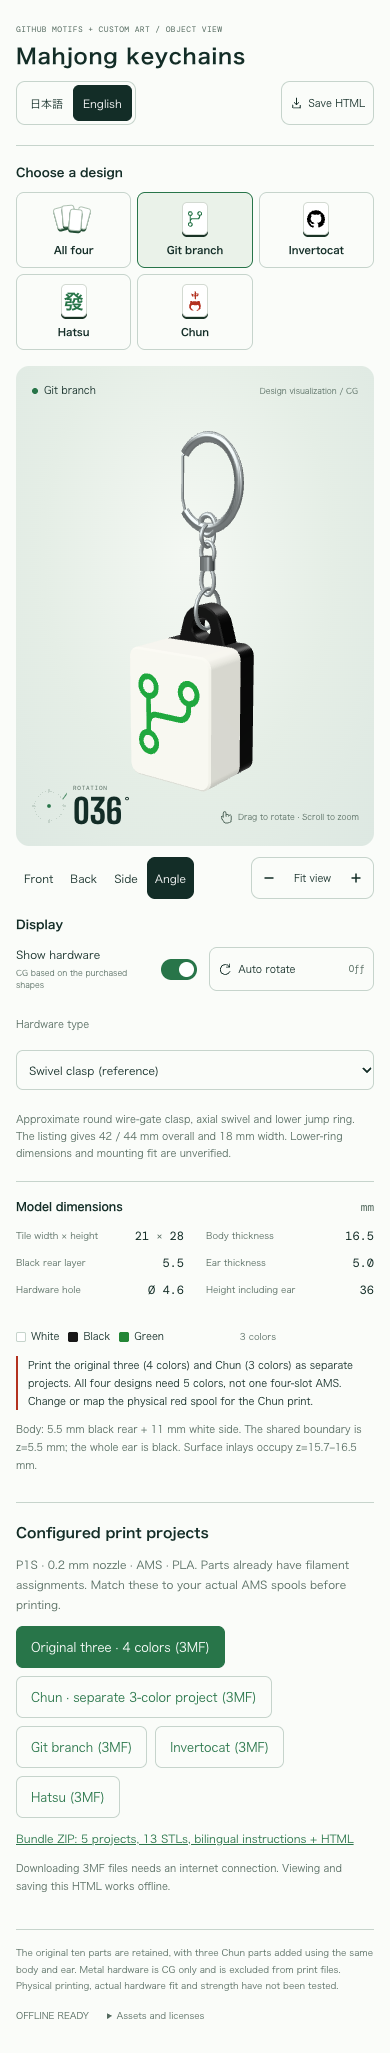 GITHUB MOTIFS + CUSTOM ART / OBJECT VIEW
Mahjong keychains
日本語 English Save HTML
Choose a design
All four Git branch Invertocat
發
Hatsu Chun
Git branch Design visualization / CG
ROTATION
036°
Drag to rotate · Scroll to zoom
Front Back Side Angle − Fit view +
Display
Show hardware
CG based on the purchased
shapes
Auto rotate Off
Hardware type
Swivel clasp (reference)
Approximate round wire-gate clasp, axial swivel and lower jump ring.
The listing gives 42 / 44 mm overall and 18 mm width. Lower-ring
dimensions and mounting fit are unverified.
Model dimensions mm
Tile width × height 21 × 28 Body thickness 16.5
Black rear layer 5.5 Ear thickness 5.0
Hardware hole Ø 4.6 Height including ear 36
White Black Green 3 colors
Print the original three (4 colors) and Chun (3 colors) as separate
projects. All four designs need 5 colors, not one four-slot AMS.
Change or map the physical red spool for the Chun print.
Body: 5.5 mm black rear + 11 mm white side. The shared boundary is
z=5.5 mm; the whole ear is black. Surface inlays occupy z=15.7–16.5
mm.
Configured print projects
P1S · 0.2 mm nozzle · AMS · PLA. Parts already have filament
assignments. Match these to your actual AMS spools before
printing.
Original three · 4 colors (3MF)
Chun · separate 3-color project (3MF)
Git branch (3MF) Invertocat (3MF)
Hatsu (3MF)
Bundle ZIP: 5 projects, 13 STLs, bilingual instructions + HTML
Downloading 3MF files needs an internet connection. Viewing and
saving this HTML works offline.
The original ten parts are retained, with three Chun parts added using the same
body and ear. Metal hardware is CG only and is excluded from print files.
Physical printing, actual hardware fit and strength have not been tested.
OFFLINE READY Assets and licenses